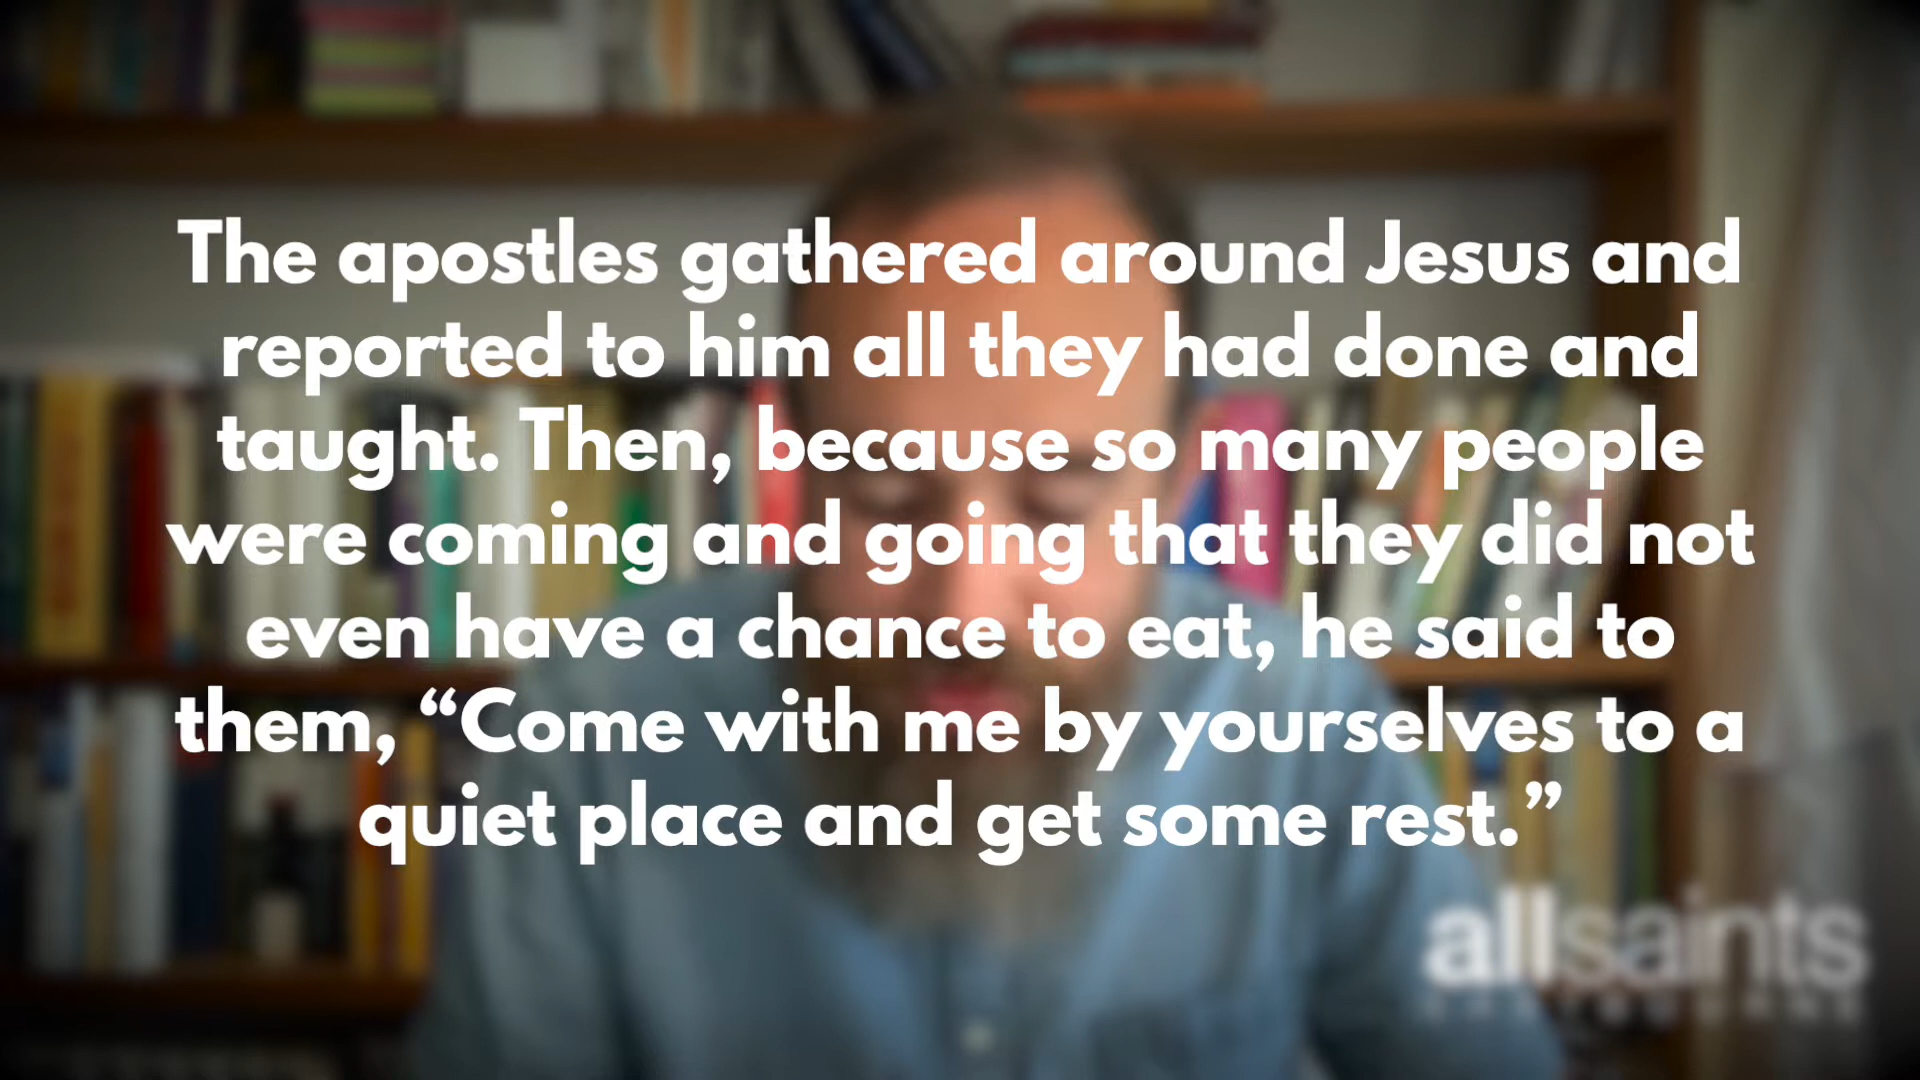 The apostles gathered around Jesus and
reported to him all they had done and
taught. Then, because so many people
were coming and going that they did not
even have a chance to eat, he said to
them, “Come with me by yourselves to a
quiet place and get some rest.”
allsaints